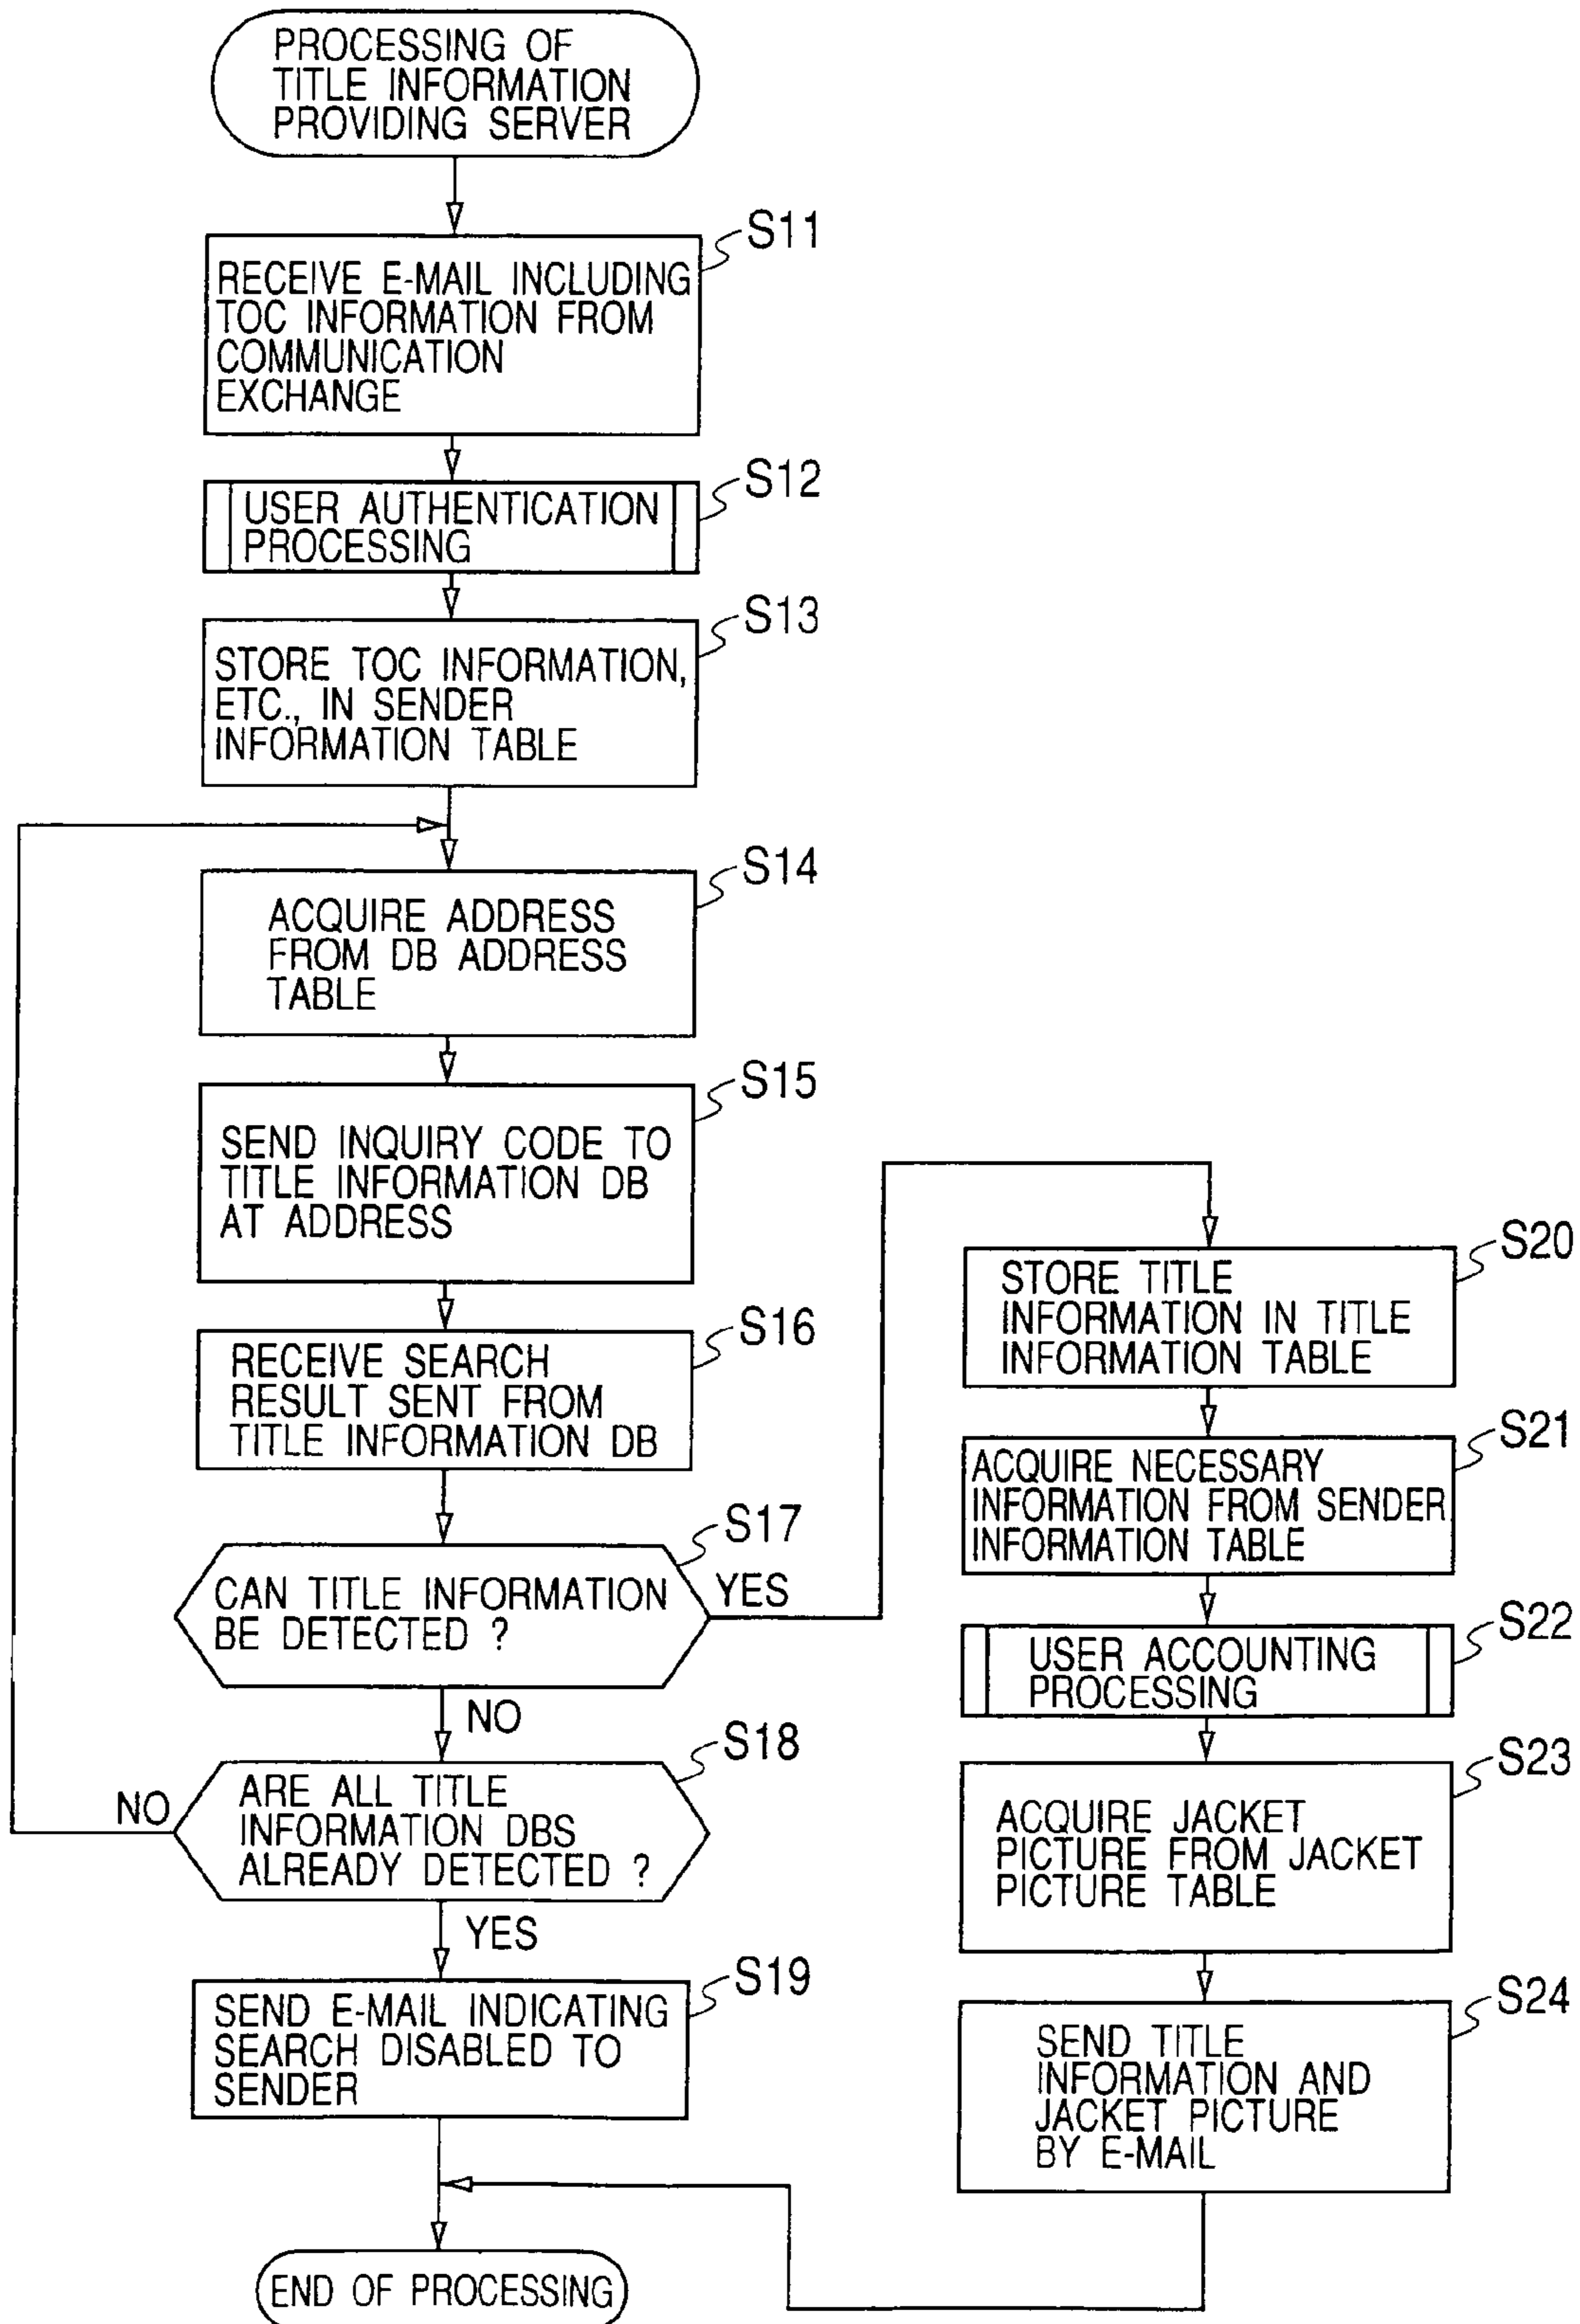 PROCESSING OF
TITLE INFORMATION
PROVIDING SERVER
S11
RECEIVE E-MAIL INCLUDING
TOC INFORMATION FROM
COMMUNICATION
EXCHANGE
S12
USER AUTHENTICATION
PROCESSING
S13
STORE TOC INFORMATION,
ETC., IN SENDER
INFORMATION TABLE
S14
ACQUIRE ADDRESS
FROM DB ADDRESS
TABLE
S15
SEND INQUIRY CODE TO
TITLE INFORMATION DB
AT ADDRESS
S16
RECEIVE SEARCH
RESULT SENT FROM
TITLE INFORMATION DB
S17
CAN TITLE INFORMATION
BE DETECTED ?
YES
NO
S18
ARE ALL TITLE
INFORMATION DBS
ALREADY DETECTED ?
NO
YES
S19
SEND E-MAIL INDICATING
SEARCH DISABLED TO
SENDER
S20
STORE TITLE
INFORMATION IN TITLE
INFORMATION TABLE
S21
ACQUIRE NECESSARY
INFORMATION FROM SENDER
INFORMATION TABLE
S22
USER ACCOUNTING
PROCESSING
S23
ACQUIRE JACKET
PICTURE FROM JACKET
PICTURE TABLE
S24
SEND TITLE
INFORMATION AND
JACKET PICTURE
BY E-MAIL
END OF PROCESSING